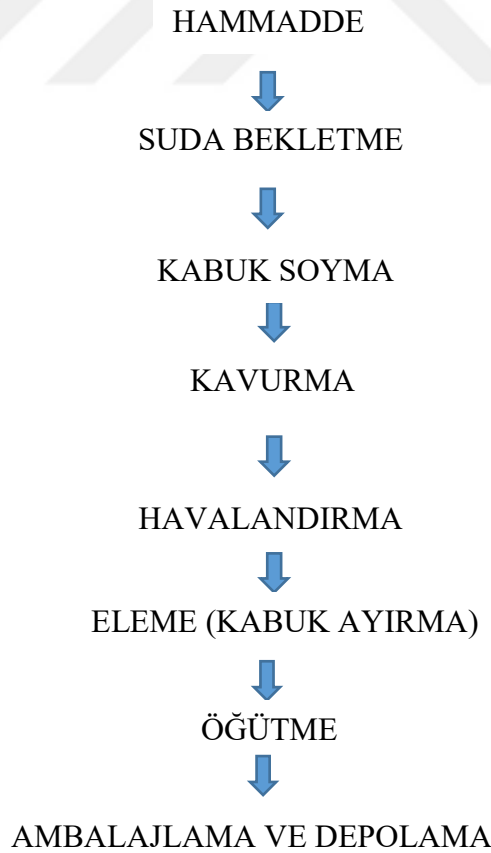 HAMMADDE
SUDA BEKLETME
KABUK SOYMA
KAVURMA
HAVALANDIRMA
ELEME (KABUK AYIRMA)
ÖĞÜTME
AMBALAJLAMA VE DEPOLAMA